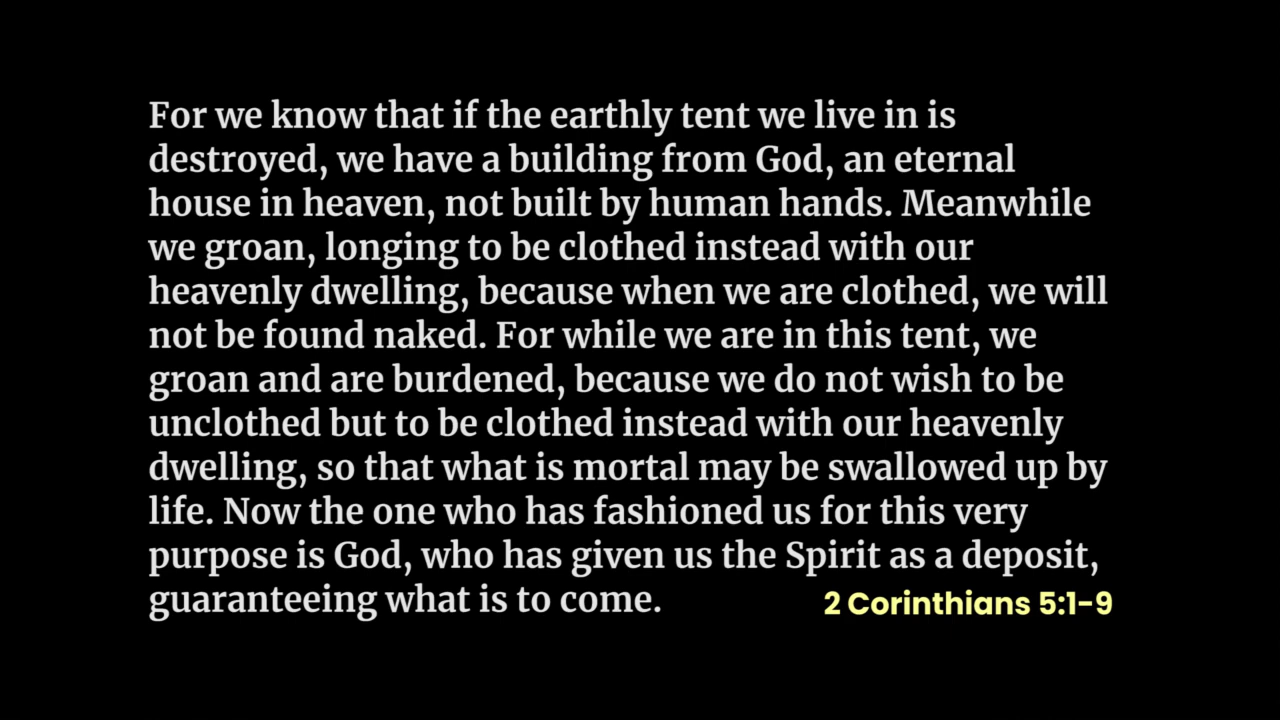 For we know that if the earthly tent we live in is
destroyed, we have a building from God, an eternal
house in heaven, not built by human hands. Meanwhile
we groan, longing to be clothed instead with our
heavenly dwelling, because when we are clothed, we will
not be found naked. For while we are in this tent, we
groan and are burdened, because we do not wish to be
unclothed but to be clothed instead with our heavenly
dwelling, so that what is mortal may be swallowed up by
life. Now the one who has fashioned us for this very
purpose is God, who has given us the Spirit as a deposit,
guaranteeing what is to come.
2 Corinthians 5:1-9